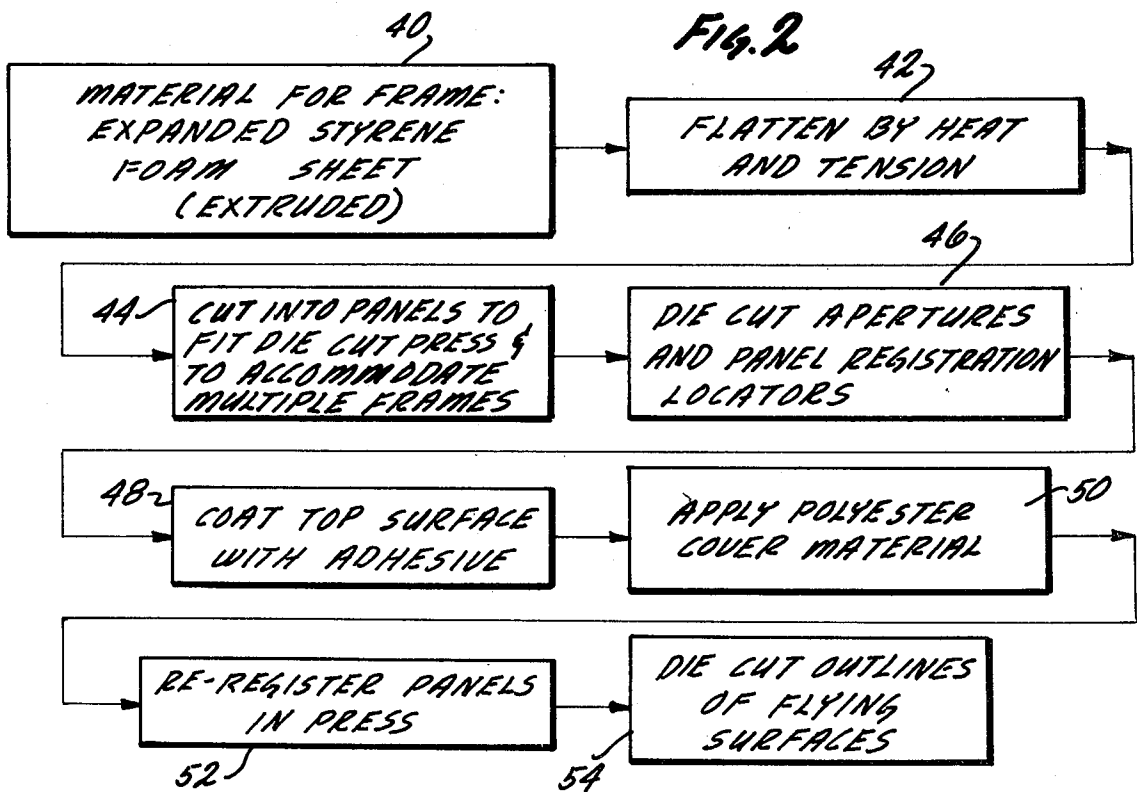 FIG. 2
40
MATERIAL FOR FRAME:
EXPANDED STYRENE
FOAM SHEET
(EXTRUDED)
42
FLATTEN BY HEAT
AND TENSION
44
CUT INTO PANELS TO
FIT DIE CUT PRESS &
TO ACCOMMODATE
MULTIPLE FRAMES
46
DIE CUT APERTURES
AND PANEL REGISTRATION
LOCATORS
48
COAT TOP SURFACE
WITH ADHESIVE
50
APPLY POLYESTER
COVER MATERIAL
RE-REGISTER PANELS
IN PRESS
52
DIE CUT OUTLINES
OF FLYING
SURFACES
54